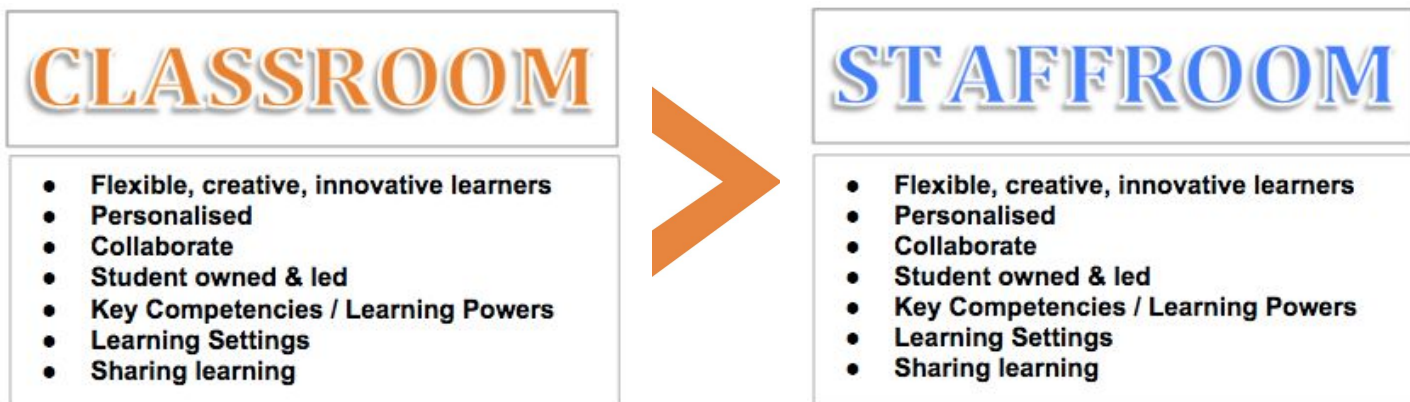 CLASSROOM
● Flexible, creative, innovative learners
● Personalised
● Collaborate
● Student owned & led
● Key Competencies / Learning Powers
● Learning Settings
● Sharing learning
STAFFROOM
● Flexible, creative, innovative learners
● Personalised
● Collaborate
● Student owned & led
● Key Competencies / Learning Powers
● Learning Settings
● Sharing learning